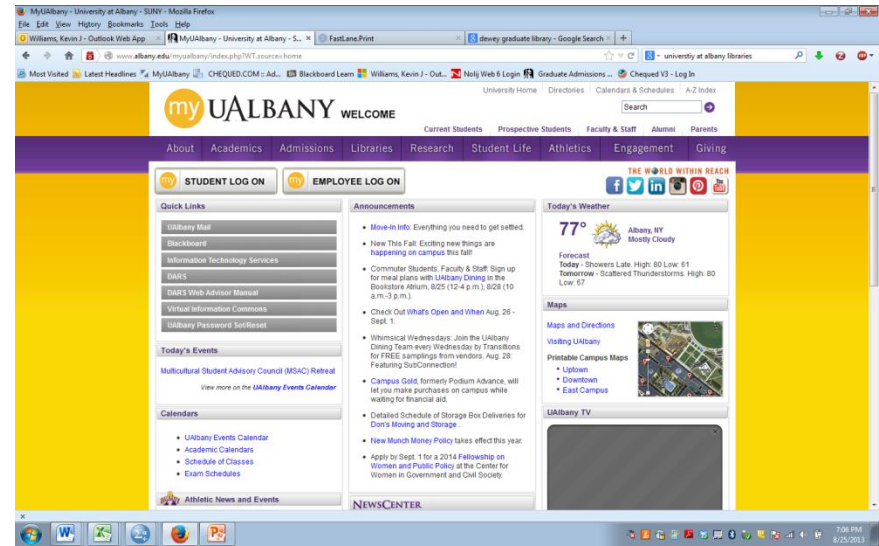 MyUAlbany - University at Albany - SUNY - Mozilla Firefox
File Edit View History Bookmarks Tools Help
Williams, Kevin J - Outlook Web App
MyUAlbany - University at Albany - S...
FastLane.Print
dewey graduate library - Google Search
www.albany.edu/myualbany/index.php?WT.source=home
universtiy at albany libraries
Most Visited Latest Headlines MyUAlbany CHEQUED.COM :: Ad... Blackboard Learn Williams, Kevin J - Out... Nolij Web 6 Login Graduate Admissions ... Chequed V3 - Log In
University Home Directories Calendars & Schedules A-Z Index
my UALBANY WELCOME
Search
Current Students Prospective Students Faculty & Staff Alumni Parents
About Academics Admissions Libraries Research Student Life Athletics Engagement Giving
my STUDENT LOG ON
my EMPLOYEE LOG ON
THE WORLD WITHIN REACH
Quick Links
UAlbany Mail
Blackboard
Information Technology Services
DARS
DARS Web Advisor Manual
Virtual Information Commons
UAlbany Password Set/Reset
Today's Events
Multicultural Student Advisory Council (MSAC) Retreat
View more on the UAlbany Events Calendar
Calendars
UAlbany Events Calendar
Academic Calendars
Schedule of Classes
Exam Schedules
Athletic News and Events
Announcements
Move-In Info: Everything you need to get settled.
New This Fall: Exciting new things are
happening on campus this fall!
Commuter Students, Faculty & Staff: Sign up
for meal plans with UAlbany Dining in the
Bookstore Atrium, 8/25 (12-4 p.m.), 8/28 (10
a.m.-3 p.m.).
Check Out What's Open and When Aug. 26 -
Sept. 1.
Whimsical Wednesdays: Join the UAlbany
Dining Team every Wednesday by Transitions
for FREE samplings from vendors. Aug. 28:
Featuring SubConnection!
Campus Gold, formerly Podium Advance, will
let you make purchases on campus while
waiting for financial aid.
Detailed Schedule of Storage Box Deliveries for
Don's Moving and Storage .
New Munch Money Policy takes effect this year.
Apply by Sept. 1 for a 2014 Fellowship on
Women and Public Policy at the Center for
Women in Government and Civil Society.
NEWSCENTER
Today's Weather
77°
Albany, NY
Mostly Cloudy
Forecast
Today - Showers Late. High: 80 Low: 61
Tomorrow - Scattered Thunderstorms. High: 80
Low: 67
Maps
Maps and Directions
Visiting UAlbany
Printable Campus Maps
Uptown
Downtown
East Campus
UAlbany TV
7:06 PM
8/25/2013